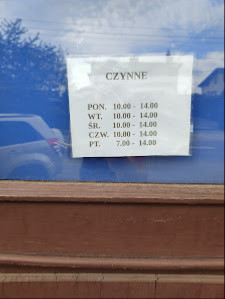 CZYNNE
PON. 10.00 - 14.00
WT. 10.00 - 14.00
ŚR. 10.00 - 14.00
CZW. 10.00 - 14.00
PT. 7.00 - 14.00